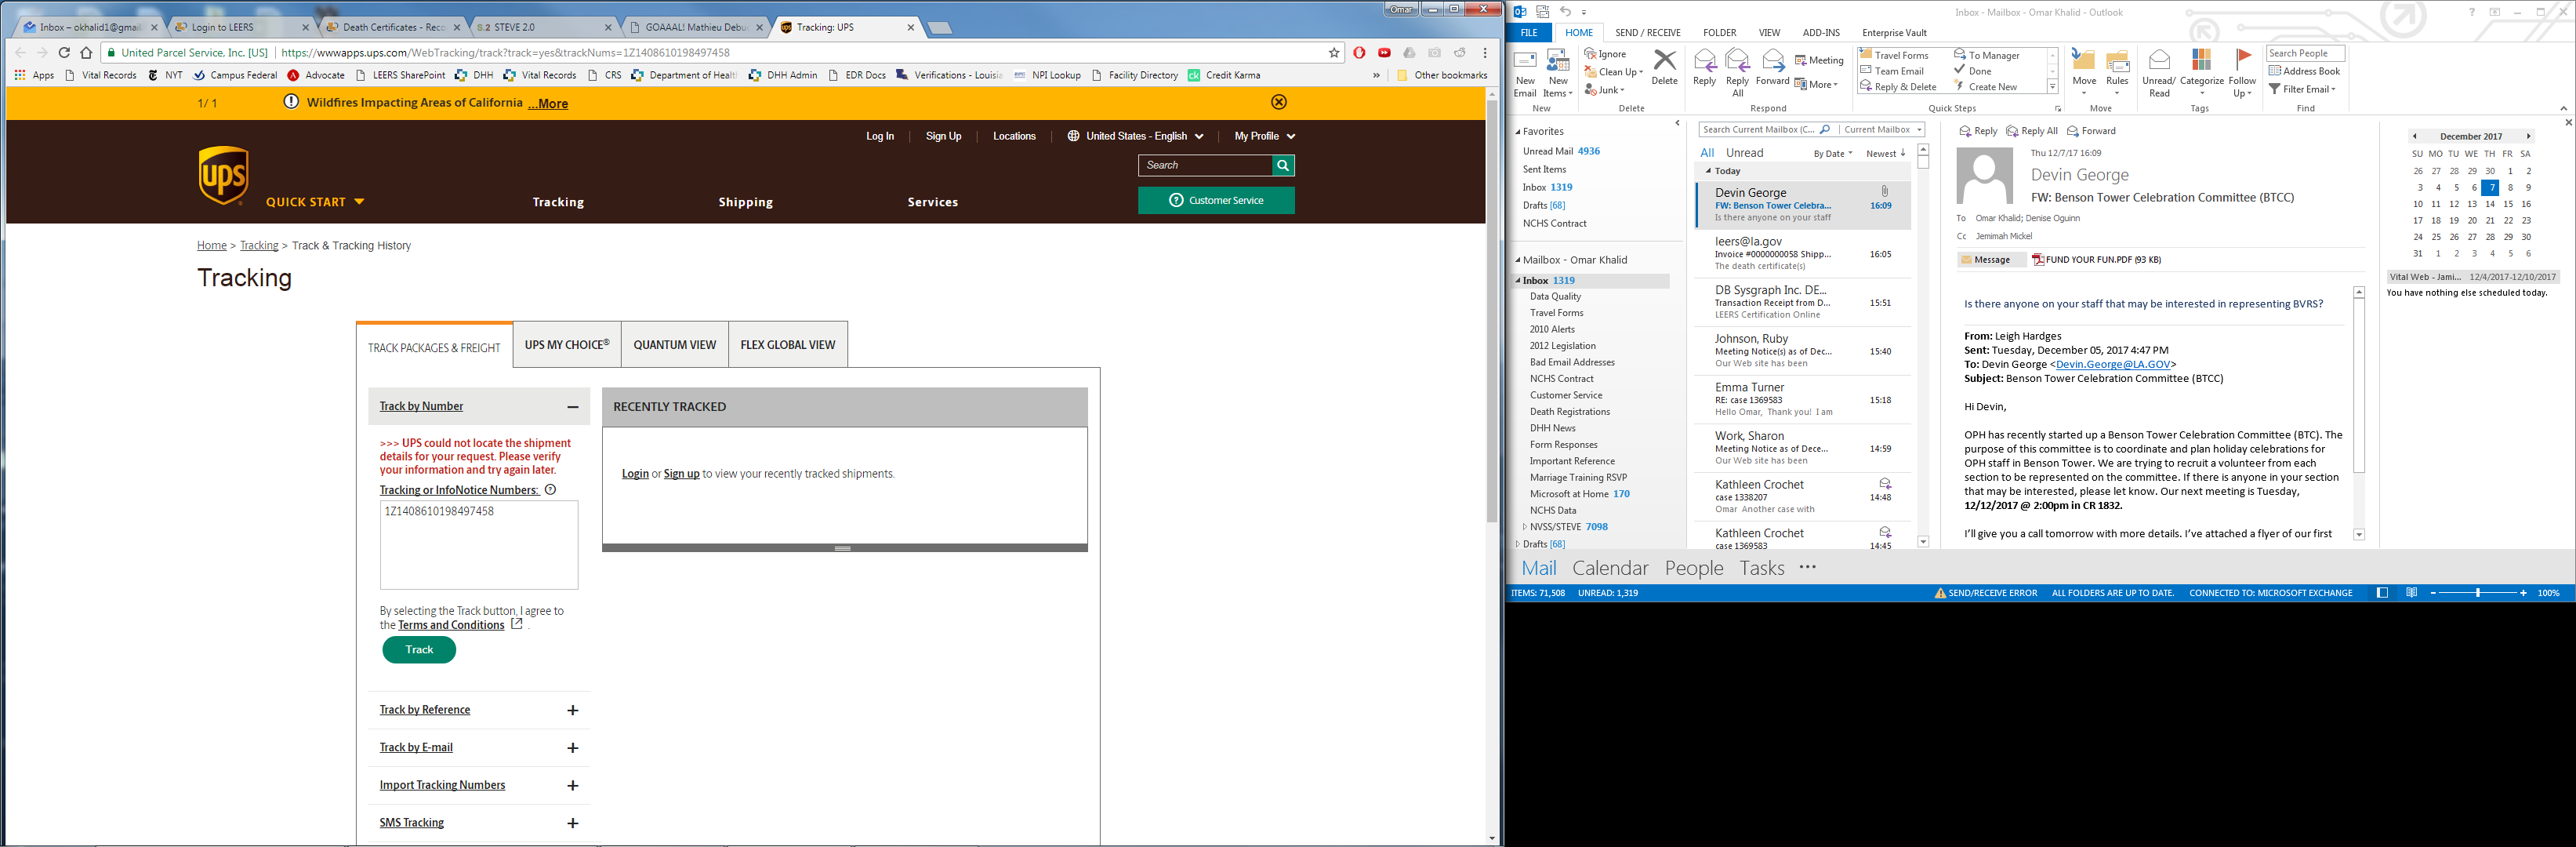 Inbox – okhalid1@gmail
Login to LEERS
Death Certificates - Reco
S.2 STEVE 2.0
GOAAAL! Mathieu Debuc
Tracking: UPS
Omar
United Parcel Service, Inc. [US] https://wwwapps.ups.com/WebTracking/track?track=yes&trackNums=1Z1408610198497458
Apps Vital Records NYT Campus Federal Advocate LEERS SharePoint DHH Vital Records CRS Department of Healt DHH Admin EDR Docs Verifications - Louisia NPI Lookup Facility Directory ck Credit Karma » Other bookmarks
1/ 1 Wildfires Impacting Areas of California ...More
Log In Sign Up Locations United States - English My Profile
ups
Search
QUICK START Tracking Shipping Services
Customer Service
Home > Tracking > Track & Tracking History
Tracking
TRACK PACKAGES & FREIGHT UPS MY CHOICE® QUANTUM VIEW FLEX GLOBAL VIEW
Track by Number
>>> UPS could not locate the shipment
details for your request. Please verify
your information and try again later.
Tracking or InfoNotice Numbers:
1Z1408610198497458
By selecting the Track button, I agree to
the Terms and Conditions .
Track
Track by Reference
Track by E-mail
Import Tracking Numbers
SMS Tracking
RECENTLY TRACKED
Login or Sign up to view your recently tracked shipments.
Inbox - Mailbox - Omar Khalid - Outlook
FILE HOME SEND / RECEIVE FOLDER VIEW ADD-INS Enterprise Vault
New
Email
New
Items
New
Ignore
Clean Up
Junk
Delete
Delete
Reply
Reply
All
Forward
Meeting
More
Respond
Travel Forms
Team Email
Reply & Delete
To Manager
Done
Create New
Quick Steps
Move
Rules
Move
Unread/
Read
Categorize
Follow
Up
Tags
Search People
Address Book
Filter Email
Find
Favorites
Unread Mail 4936
Sent Items
Inbox 1319
Drafts [68]
NCHS Contract
Mailbox - Omar Khalid
Inbox 1319
Data Quality
Travel Forms
2010 Alerts
2012 Legislation
Bad Email Addresses
NCHS Contract
Customer Service
Death Registrations
DHH News
Form Responses
Important Reference
Marriage Training RSVP
Microsoft at Home 170
NCHS Data
NVSS/STEVE 7098
Drafts [68]
Search Current Mailbox (C... Current Mailbox
All Unread By Date Newest ↓
Today
Devin George
FW: Benson Tower Celebra... 16:09
Is there anyone on your staff
leers@la.gov
Invoice #0000000058 Shipp... 16:05
The death certificate(s)
DB Sysgraph Inc. DE...
Transaction Receipt from D... 15:51
LEERS Certification Online
Johnson, Ruby
Meeting Notice(s) as of Dec... 15:40
Our Web site has been
Emma Turner
RE: case 1369583 15:18
Hello Omar, Thank you! I am
Work, Sharon
Meeting Notice as of Dece... 14:59
Our Web site has been
Kathleen Crochet
case 1338207 14:48
Omar Another case with
Kathleen Crochet
case 1369583 14:45
Reply Reply All Forward
Thu 12/7/17 16:09
Devin George
FW: Benson Tower Celebration Committee (BTCC)
To Omar Khalid; Denise Oguinn
Cc Jemimah Mickel
Message FUND YOUR FUN.PDF (93 KB)
Is there anyone on your staff that may be interested in representing BVRS?
From: Leigh Hardges
Sent: Tuesday, December 05, 2017 4:47 PM
To: Devin George <Devin.George@LA.GOV>
Subject: Benson Tower Celebration Committee (BTCC)
Hi Devin,
OPH has recently started up a Benson Tower Celebration Committee (BTC). The
purpose of this committee is to coordinate and plan holiday celebrations for
OPH staff in Benson Tower. We are trying to recruit a volunteer from each
section to be represented on the committee. If there is anyone in your section
that may be interested, please let know. Our next meeting is Tuesday,
12/12/2017 @ 2:00pm in CR 1832.
I'll give you a call tomorrow with more details. I've attached a flyer of our first
December 2017
SU MO TU WE TH FR SA
26 27 28 29 30 1 2
3 4 5 6 7 8 9
10 11 12 13 14 15 16
17 18 19 20 21 22 23
24 25 26 27 28 29 30
31 1 2 3 4 5 6
Vital Web - Jami... 12/4/2017-12/10/2017
You have nothing else scheduled today.
Mail Calendar People Tasks ···
ITEMS: 71,508 UNREAD: 1,319 SEND/RECEIVE ERROR ALL FOLDERS ARE UP TO DATE. CONNECTED TO: MICROSOFT EXCHANGE 100%